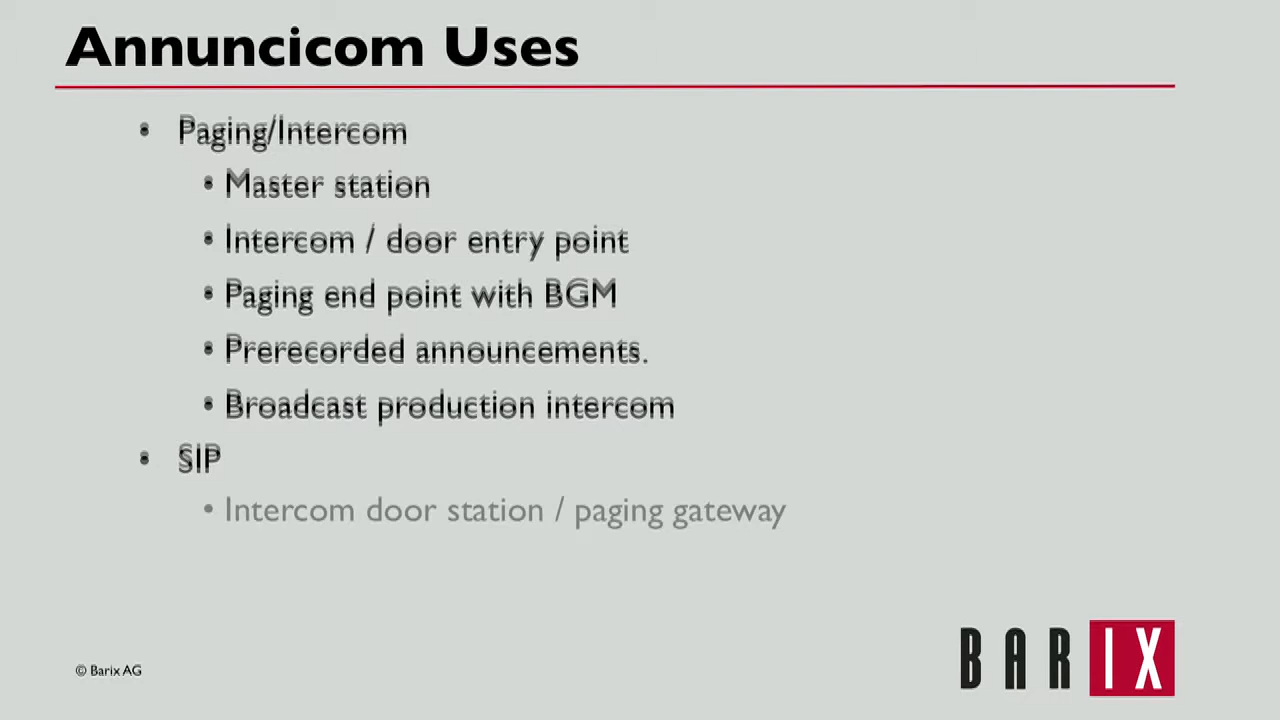 Annuncicom Uses
• Paging/Intercom
• Master station
• Intercom / door entry point
• Paging end point with BGM
• Prerecorded announcements.
• Broadcast production intercom
• SIP
• Intercom door station / paging gateway
© Barix AG
BARIX